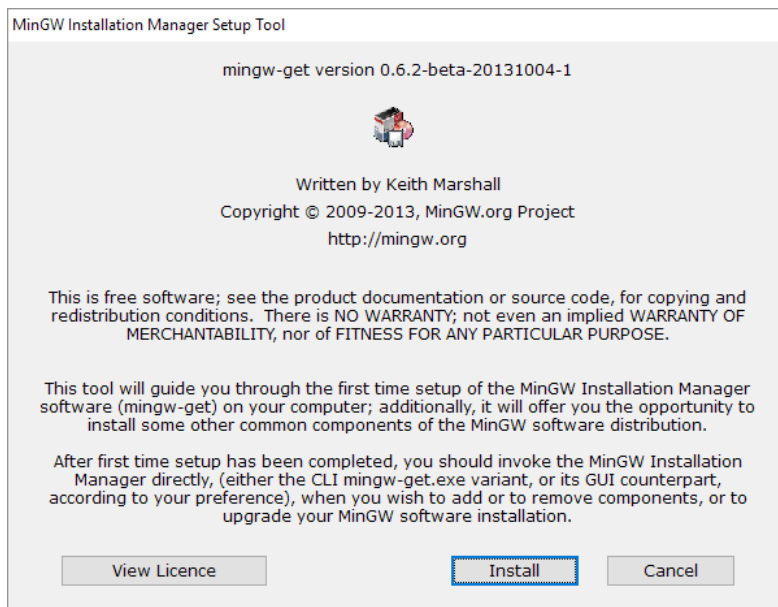 MinGW Installation Manager Setup Tool
mingw-get version 0.6.2-beta-20131004-1
Written by Keith Marshall
Copyright © 2009-2013, MinGW.org Project
http://mingw.org
This is free software; see the product documentation or source code, for copying and
redistribution conditions.  There is NO WARRANTY; not even an implied WARRANTY OF
MERCHANTABILITY, nor of FITNESS FOR ANY PARTICULAR PURPOSE.
This tool will guide you through the first time setup of the MinGW Installation Manager
software (mingw-get) on your computer; additionally, it will offer you the opportunity to
install some other common components of the MinGW software distribution.
After first time setup has been completed, you should invoke the MinGW Installation
Manager directly, (either the CLI mingw-get.exe variant, or its GUI counterpart,
according to your preference), when you wish to add or to remove components, or to
upgrade your MinGW software installation.
View Licence Install Cancel